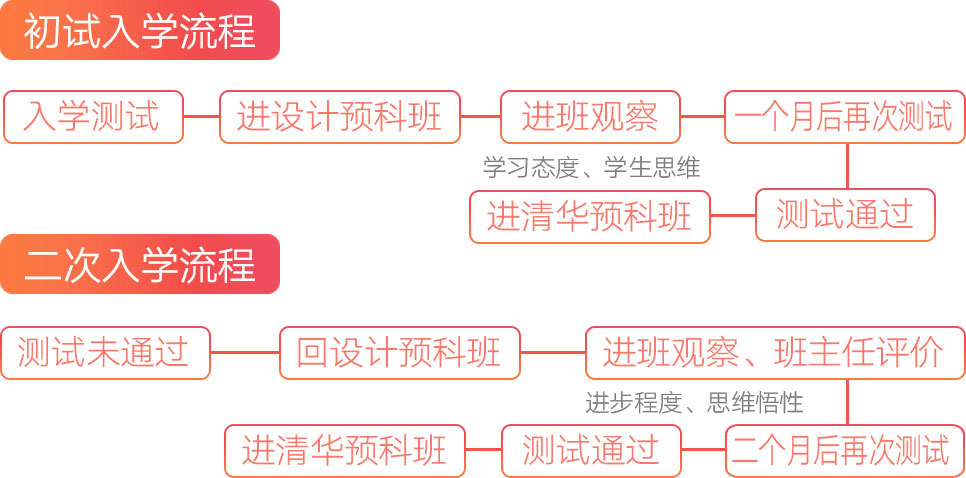 初试入学流程
入学测试 进设计预科班 进班观察 一个月后再次测试
学习态度、学生思维
进清华预科班 测试通过
二次入学流程
测试未通过 回设计预科班 进班观察、班主任评价
进步程度、思维悟性
进清华预科班 测试通过 二个月后再次测试